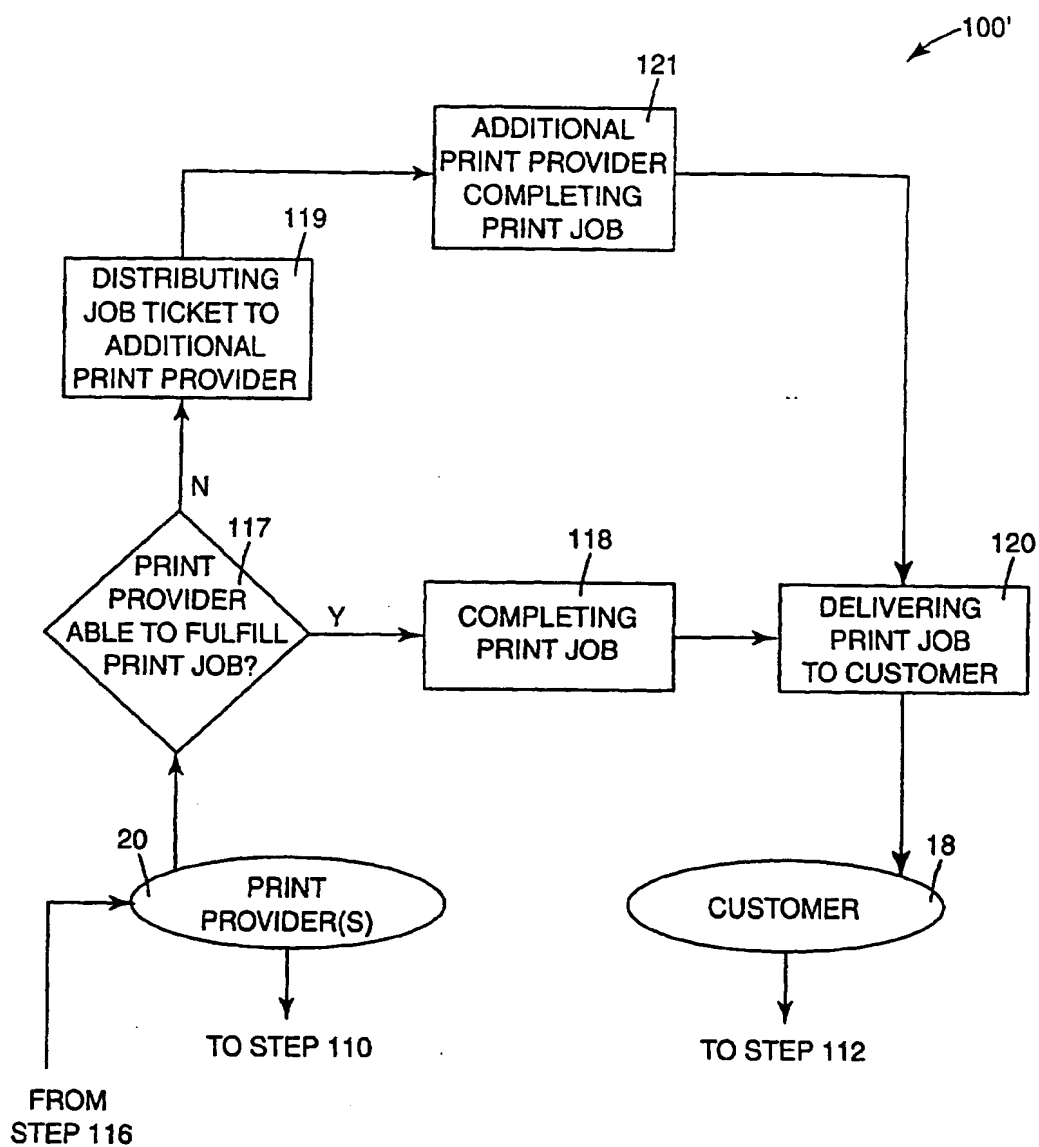 100'
121
ADDITIONAL
PRINT PROVIDER
COMPLETING
PRINT JOB
119
DISTRIBUTING
JOB TICKET TO
ADDITIONAL
PRINT PROVIDER
N
117
PRINT
PROVIDER
ABLE TO FULFILL
PRINT JOB?
Y
118
COMPLETING
PRINT JOB
120
DELIVERING
PRINT JOB
TO CUSTOMER
20
PRINT
PROVIDER(S)
18
CUSTOMER
TO STEP 110
TO STEP 112
FROM
STEP 116